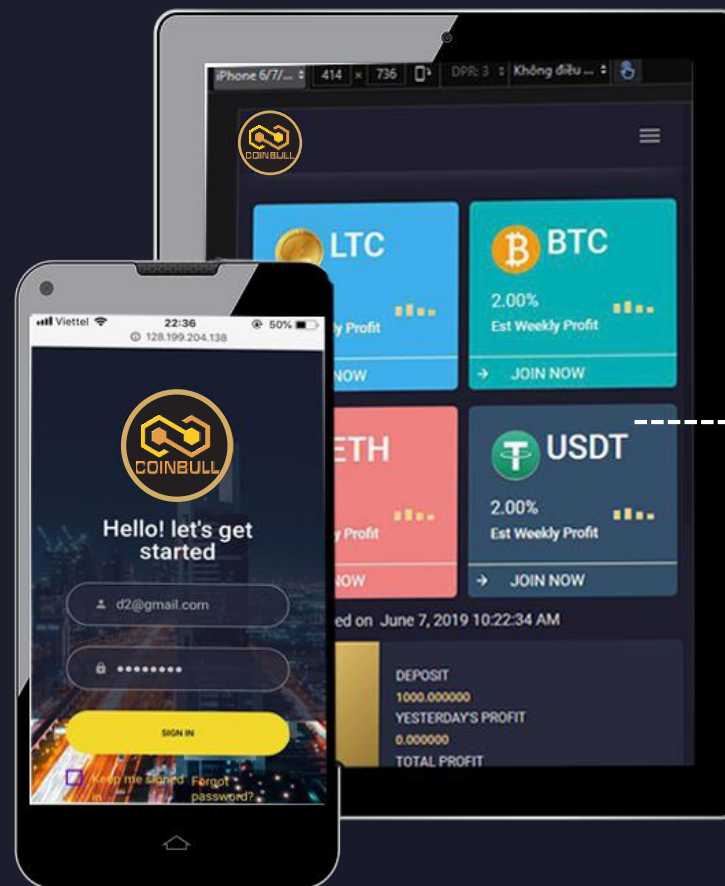 iPhone 6/7/... 414 × 736 DPR: 3 Không điều ...
COINBULL
LTC
y Profit
NOW
BTC
2.00%
Est Weekly Profit
→ JOIN NOW
ETH
y Profit
NOW
USDT
2.00%
Est Weekly Profit
→ JOIN NOW
ed on June 7, 2019 10:22:34 AM
DEPOSIT
1000.000000
YESTERDAY'S PROFIT
0.000000
TOTAL PROFIT
Viettel 22:36 50%
128.199.204.138
COINBULL
Hello! let's get
started
d2@gmail.com
SIGN IN
Keep me signed
in
Forgot
password?